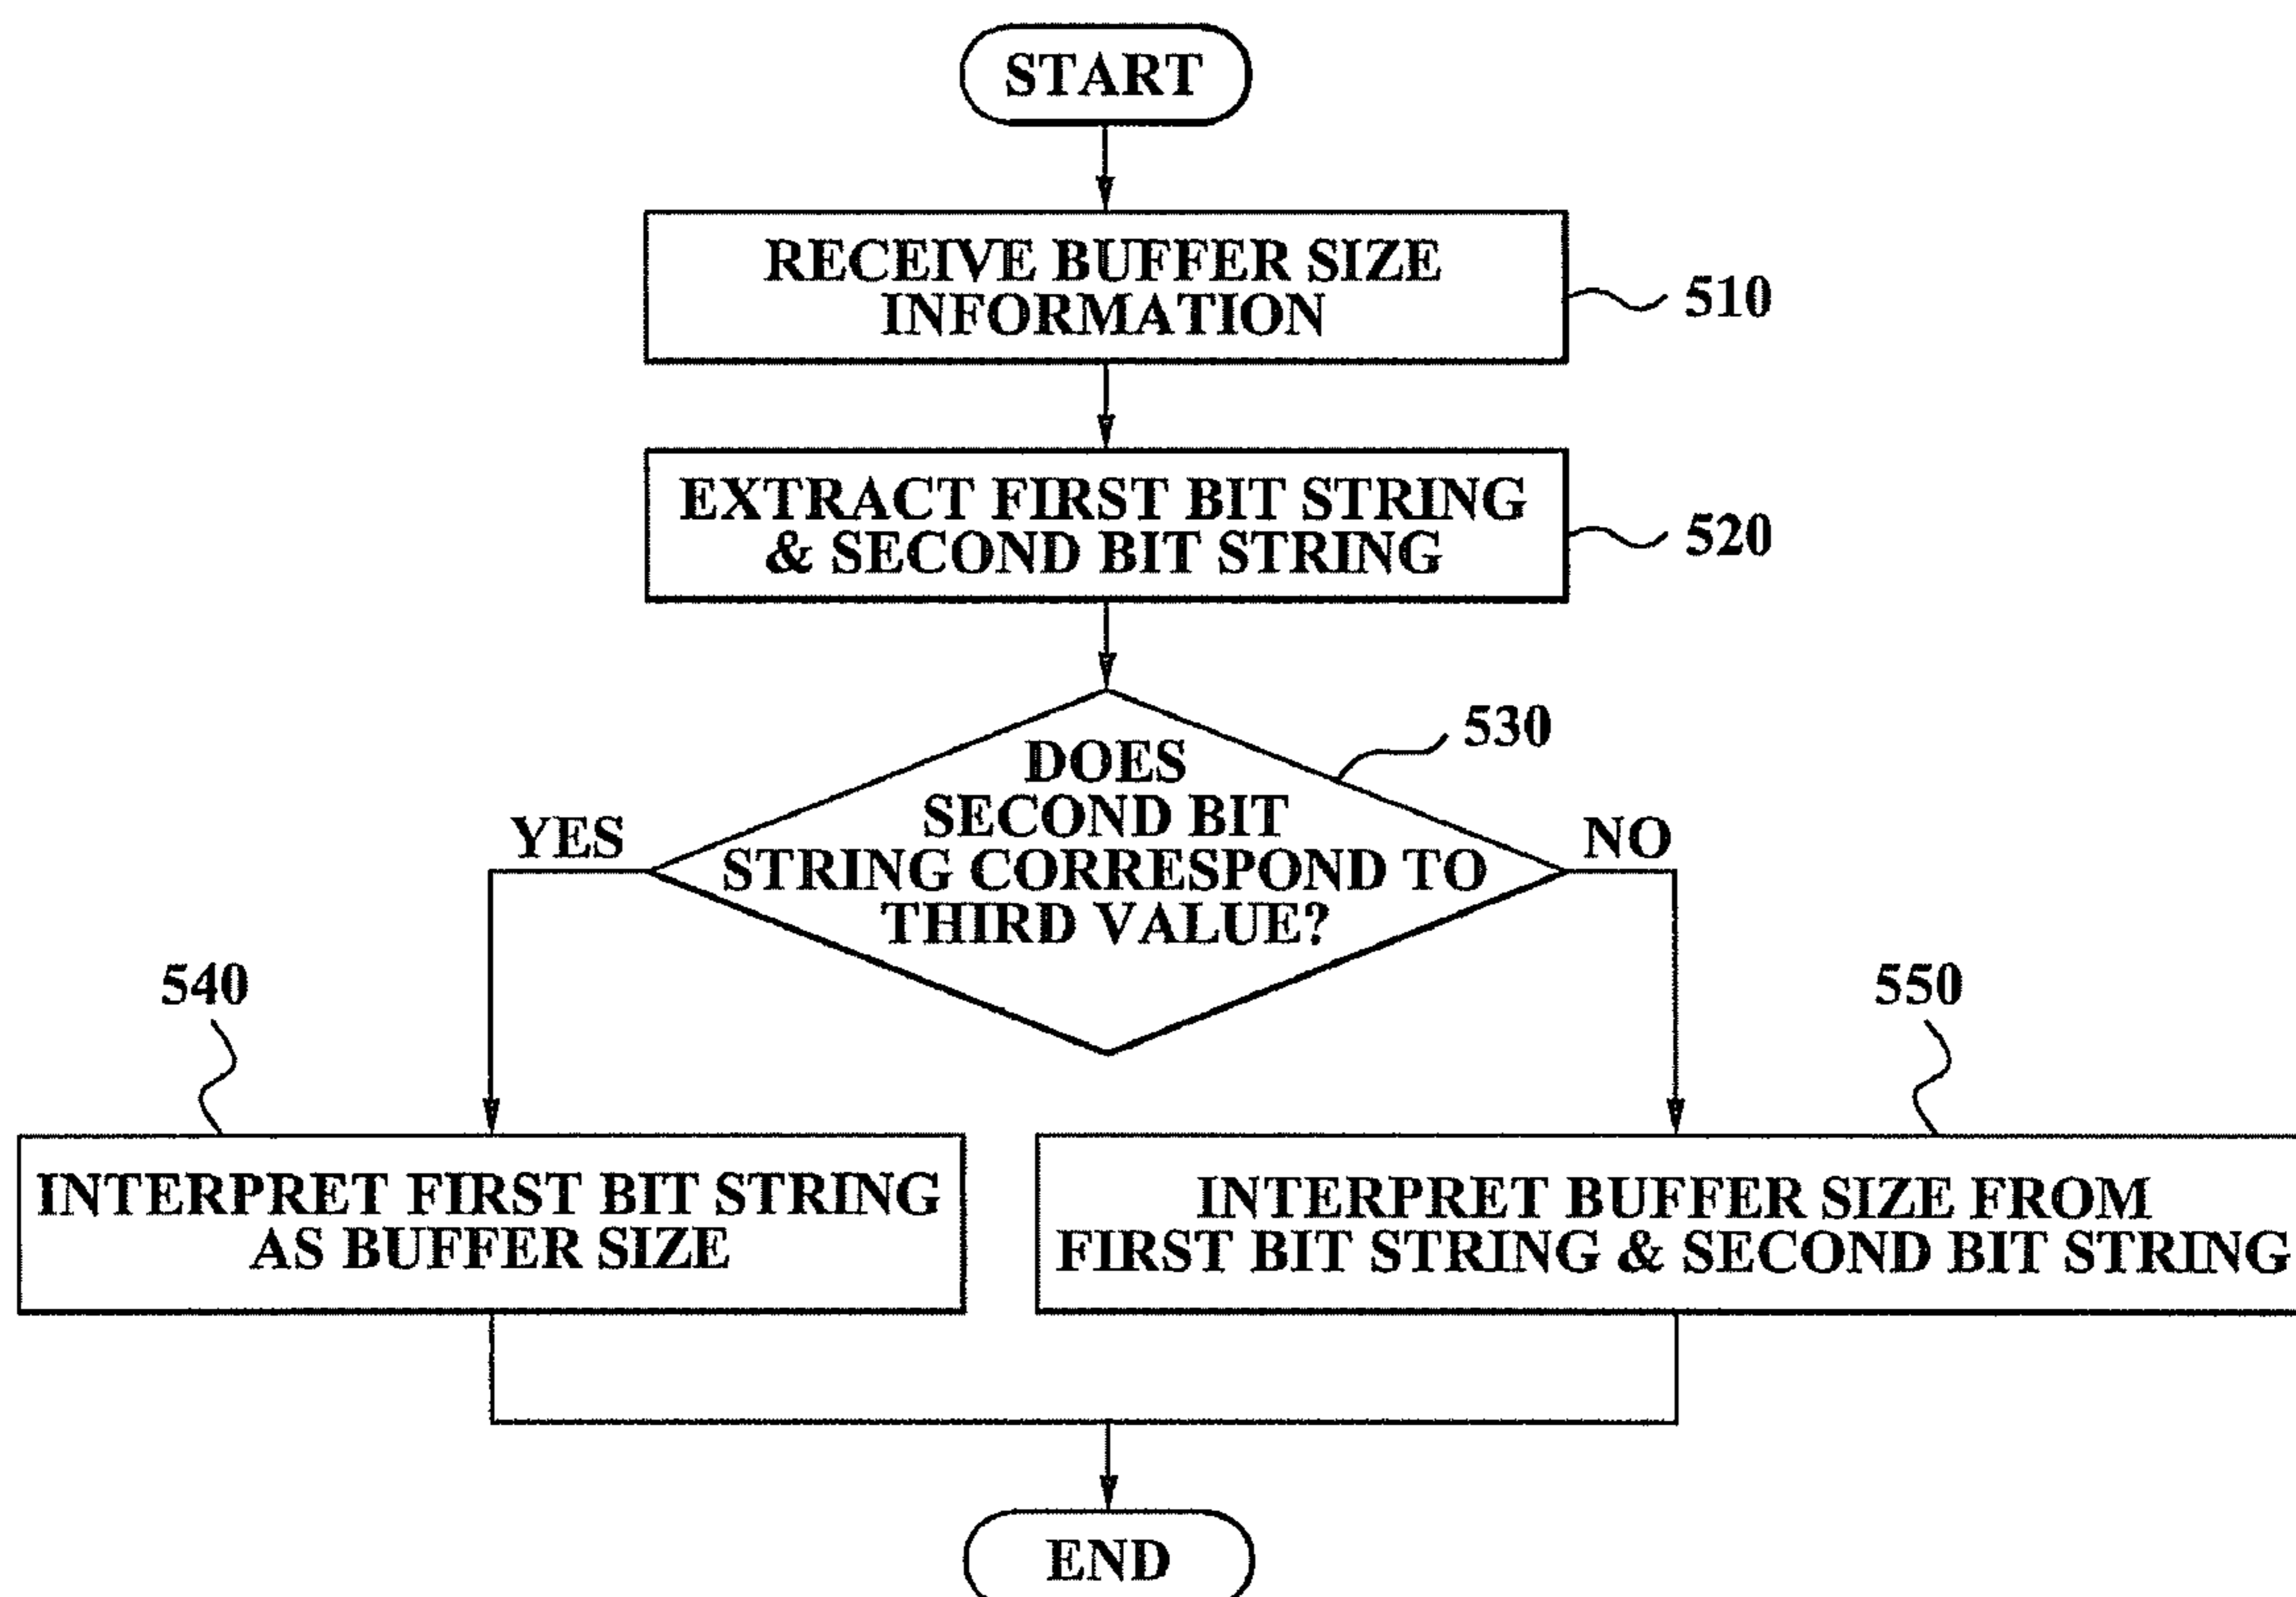 START
RECEIVE BUFFER SIZE
INFORMATION
510
EXTRACT FIRST BIT STRING
& SECOND BIT STRING
520
530
DOES
SECOND BIT
STRING CORRESPOND TO
THIRD VALUE?
YES
NO
540
550
INTERPRET FIRST BIT STRING
AS BUFFER SIZE
INTERPRET BUFFER SIZE FROM
FIRST BIT STRING & SECOND BIT STRING
END